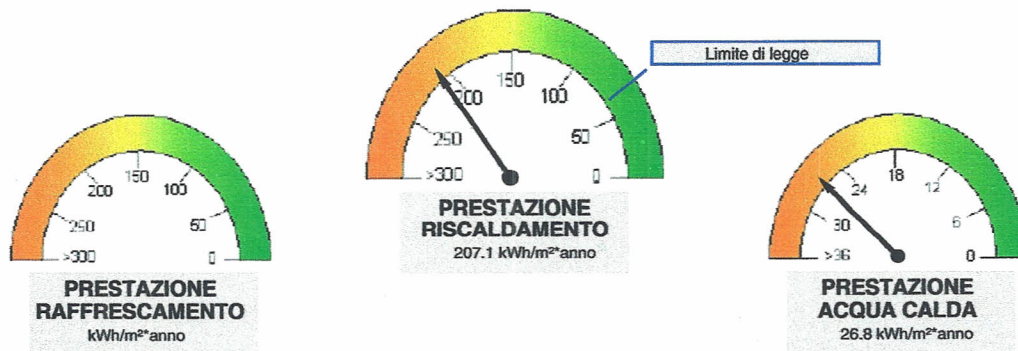 Limite di legge
150
200
100
250
50
>300
0
PRESTAZIONE
RISCALDAMENTO
207.1 kWh/m²*anno
150
200
100
250
50
>300
0
PRESTAZIONE
RAFFRESCAMENTO
kWh/m²*anno
18
24
12
30
6
>36
0
PRESTAZIONE
ACQUA CALDA
26.8 kWh/m²*anno